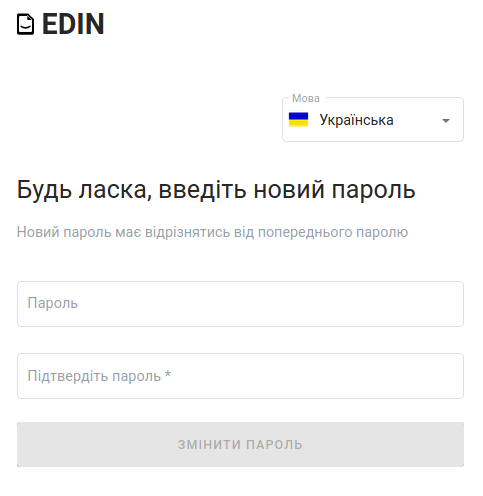 EDIN
Мова
Українська
Будь ласка, введіть новий пароль
Новий пароль має відрізнятись від попереднього паролю
Пароль
Підтвердіть пароль *
ЗМІНИТИ ПАРОЛЬ